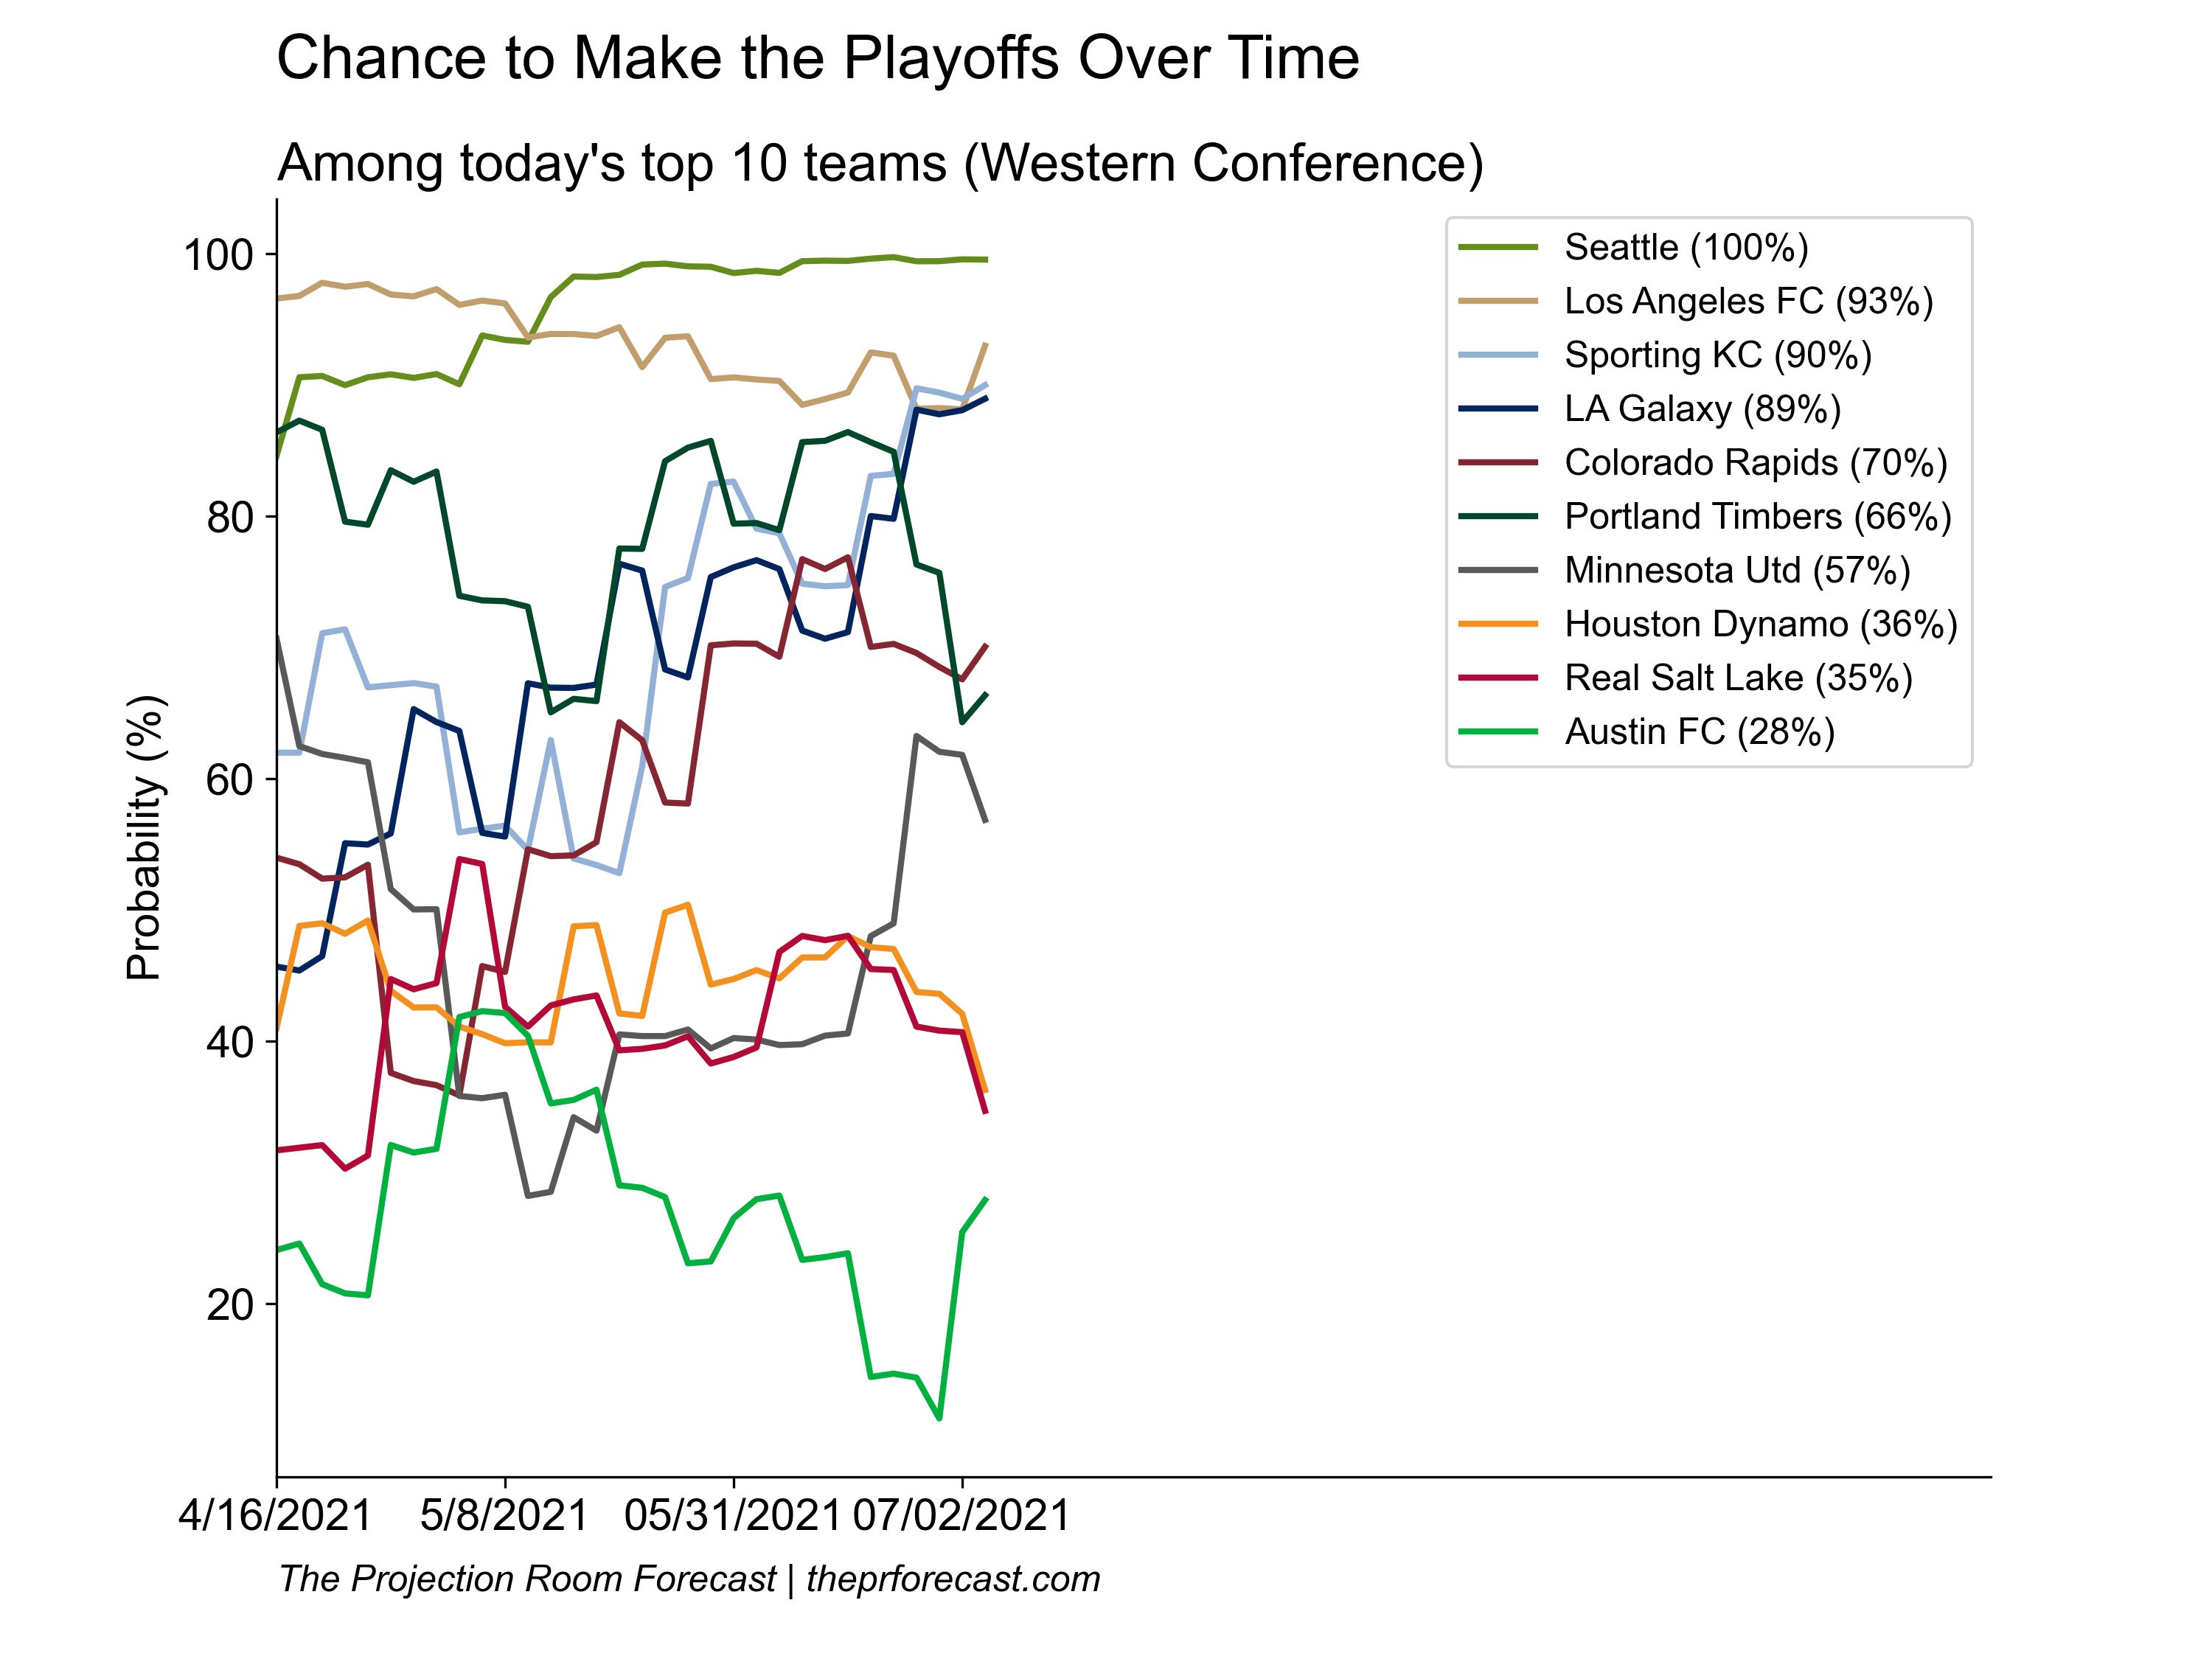 Chance to Make the Playoffs Over Time
Among today's top 10 teams (Western Conference)
Probability (%)
100
80
60
40
20
Seattle (100%)
Los Angeles FC (93%)
Sporting KC (90%)
LA Galaxy (89%)
Colorado Rapids (70%)
Portland Timbers (66%)
Minnesota Utd (57%)
Houston Dynamo (36%)
Real Salt Lake (35%)
Austin FC (28%)
4/16/2021 5/8/2021 05/31/2021 07/02/2021
The Projection Room Forecast | theprforecast.com